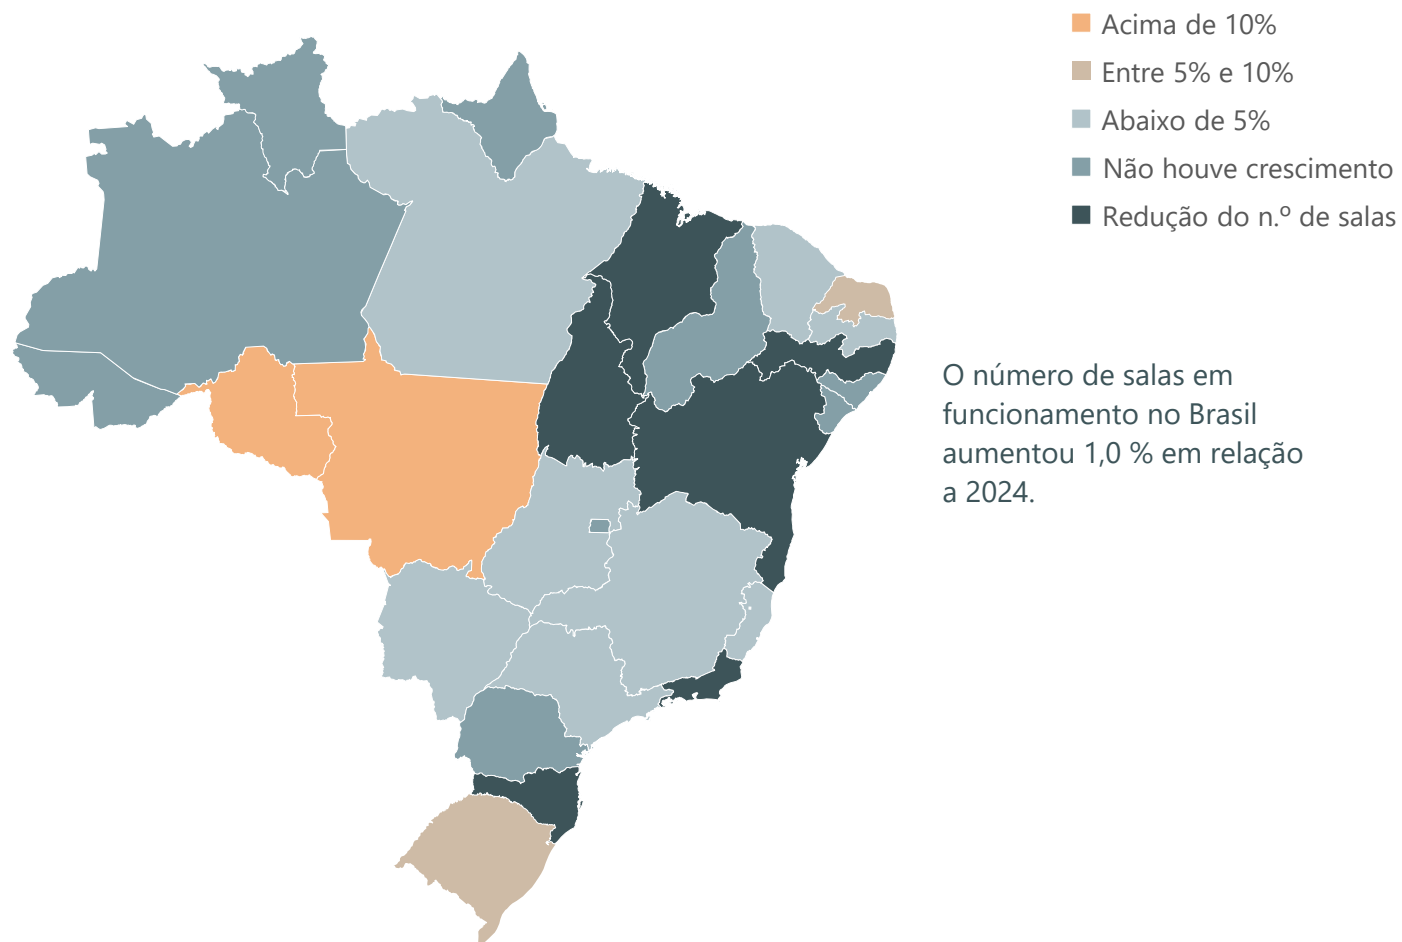 Acima de 10%
Entre 5% e 10%
Abaixo de 5%
Não houve crescimento
Redução do n.º de salas
O número de salas em
funcionamento no Brasil
aumentou 1,0 % em relação
a 2024.